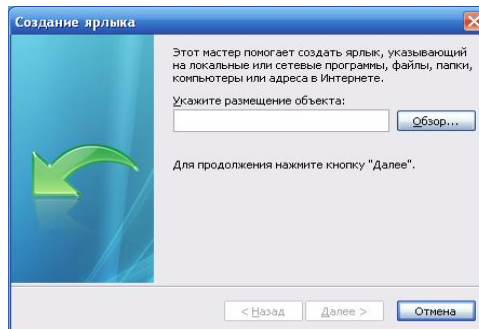 Создание ярлыка
Этот мастер помогает создать ярлык, указывающий
на локальные или сетевые программы, файлы, папки,
компьютеры или адреса в Интернете.
Укажите размещение объекта:
Обзор...
Для продолжения нажмите кнопку "Далее".
< Назад Далее > Отмена